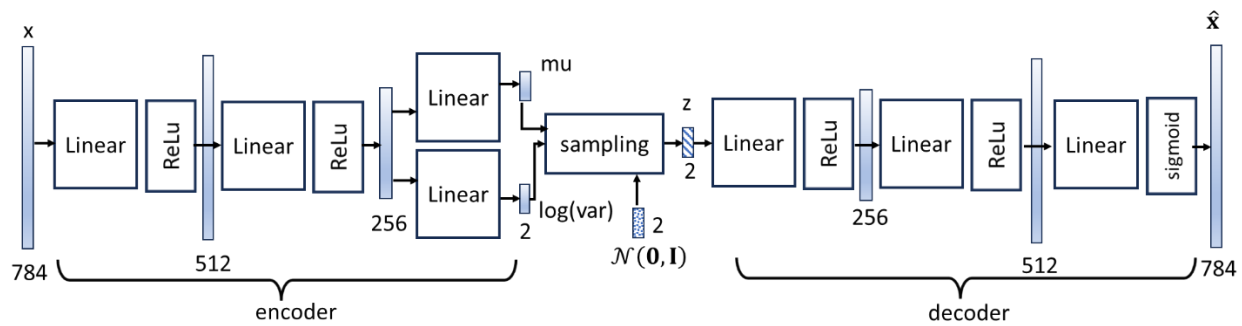 x
784
Linear
ReLu
512
Linear
ReLu
256
Linear
mu
Linear
2
log(var)
sampling
2
𝒩(𝟎, 𝐈)
z
2
Linear
ReLu
256
Linear
ReLu
512
Linear
sigmoid
x̂
784
encoder
decoder